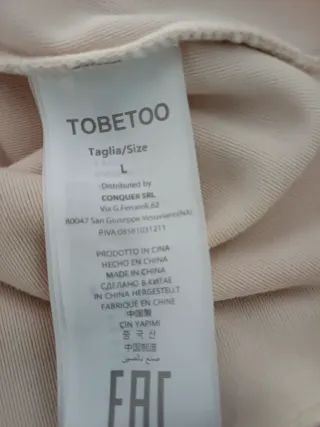 TOBETOO
Taglia/Size
L
Distributed by
CONQUER SRL
Via G.Ferraioli,62
80047 San Giuseppe Vesuviano(NA)
P.IVA:08581031211
PRODOTTO IN CINA
HECHO EN CHINA
MADE IN CHINA
СДЕЛАНО В КИТАЕ
IN CHINA HERGESTELLT
FABRIQUE EN CHINE
中国製
ÇIN YAPIMI
중국산
中国制造
صنع بالصين
EAC